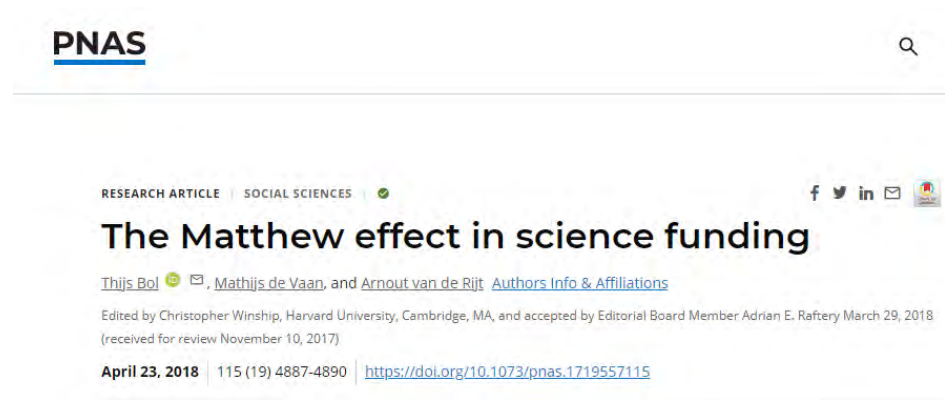 PNAS
RESEARCH ARTICLE | SOCIAL SCIENCES |
The Matthew effect in science funding
Thijs Bol, Mathijs de Vaan, and Arnout van de Rijt Authors Info & Affiliations
Edited by Christopher Winship, Harvard University, Cambridge, MA, and accepted by Editorial Board Member Adrian E. Raftery March 29, 2018
(received for review November 10, 2017)
April 23, 2018 | 115 (19) 4887-4890 | https://doi.org/10.1073/pnas.1719557115